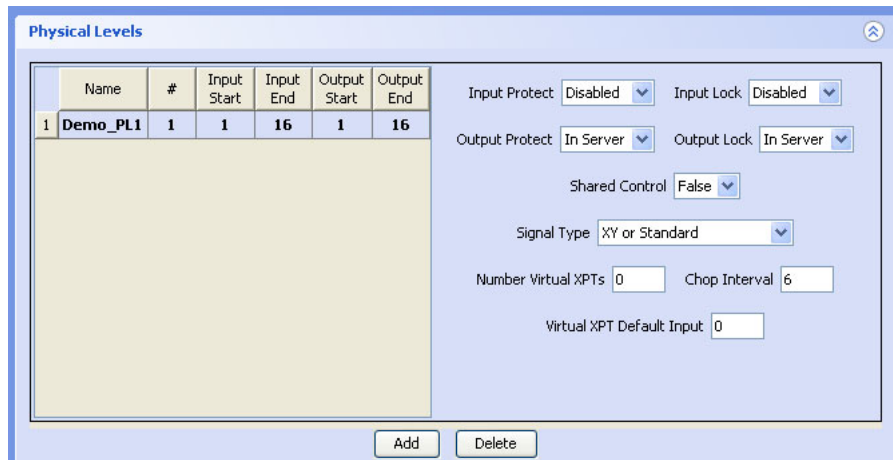 Physical Levels
Name # Input Start Input End Output Start Output End
1 Demo_PL1 1 1 16 1 16
Input Protect Disabled Input Lock Disabled
Output Protect In Server Output Lock In Server
Shared Control False
Signal Type XY or Standard
Number Virtual XPTs 0 Chop Interval 6
Virtual XPT Default Input 0
Add Delete